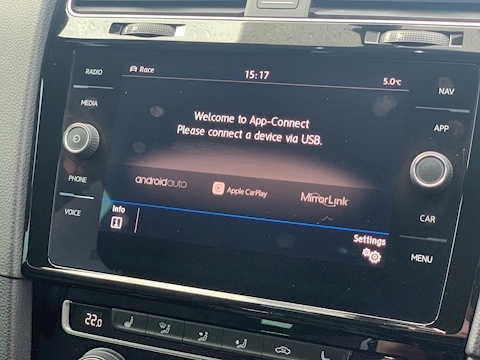 RADIO
MEDIA
PHONE
VOICE
Race
15:17
5.0°C
Welcome to App-Connect
Please connect a device via USB.
androidauto
Apple CarPlay
MirrorLink
Info
Settings
NAV
APP
CAR
MENU
22.0